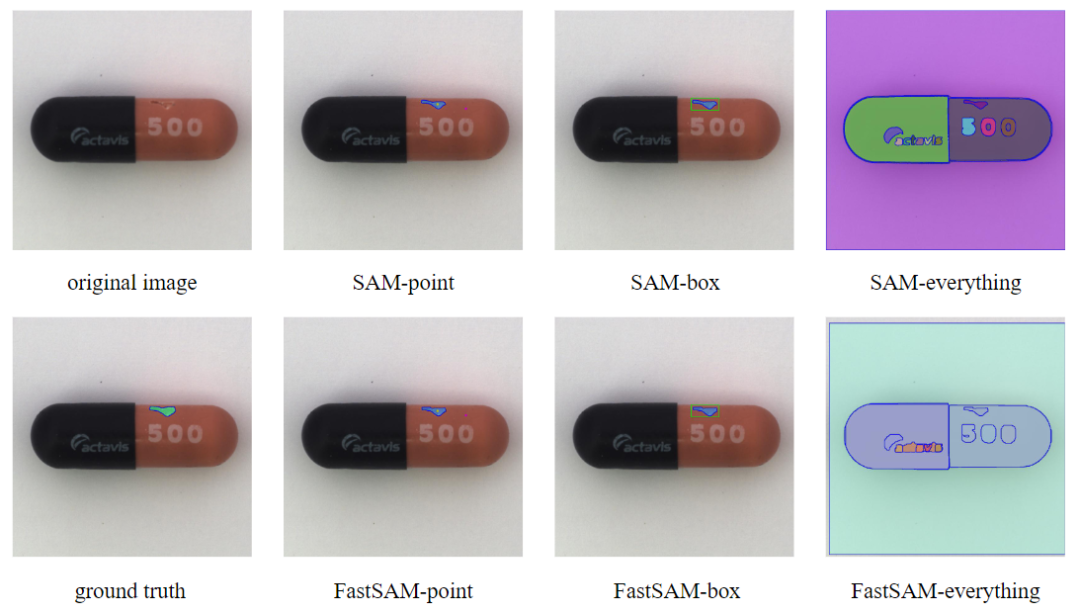 actavis 500
actavis 500
actavis 500
actavis 500
original image
SAM-point
SAM-box
SAM-everything
actavis 500
actavis 500
actavis 500
actavis 500
ground truth
FastSAM-point
FastSAM-box
FastSAM-everything